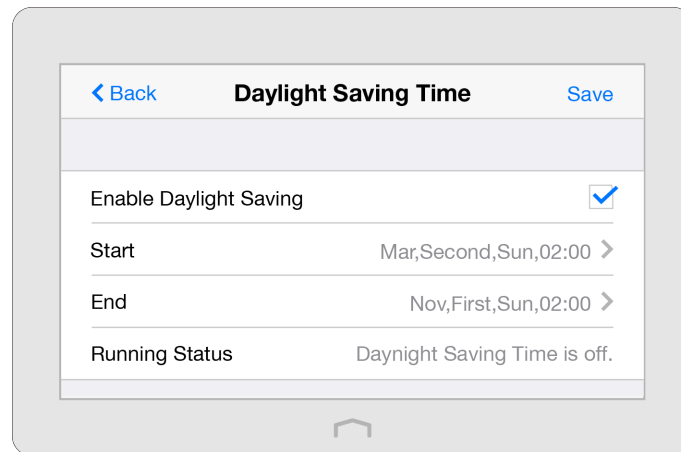 Back Daylight Saving Time Save
Enable Daylight Saving
Start Mar,Second,Sun,02:00
End Nov,First,Sun,02:00
Running Status Daynight Saving Time is off.